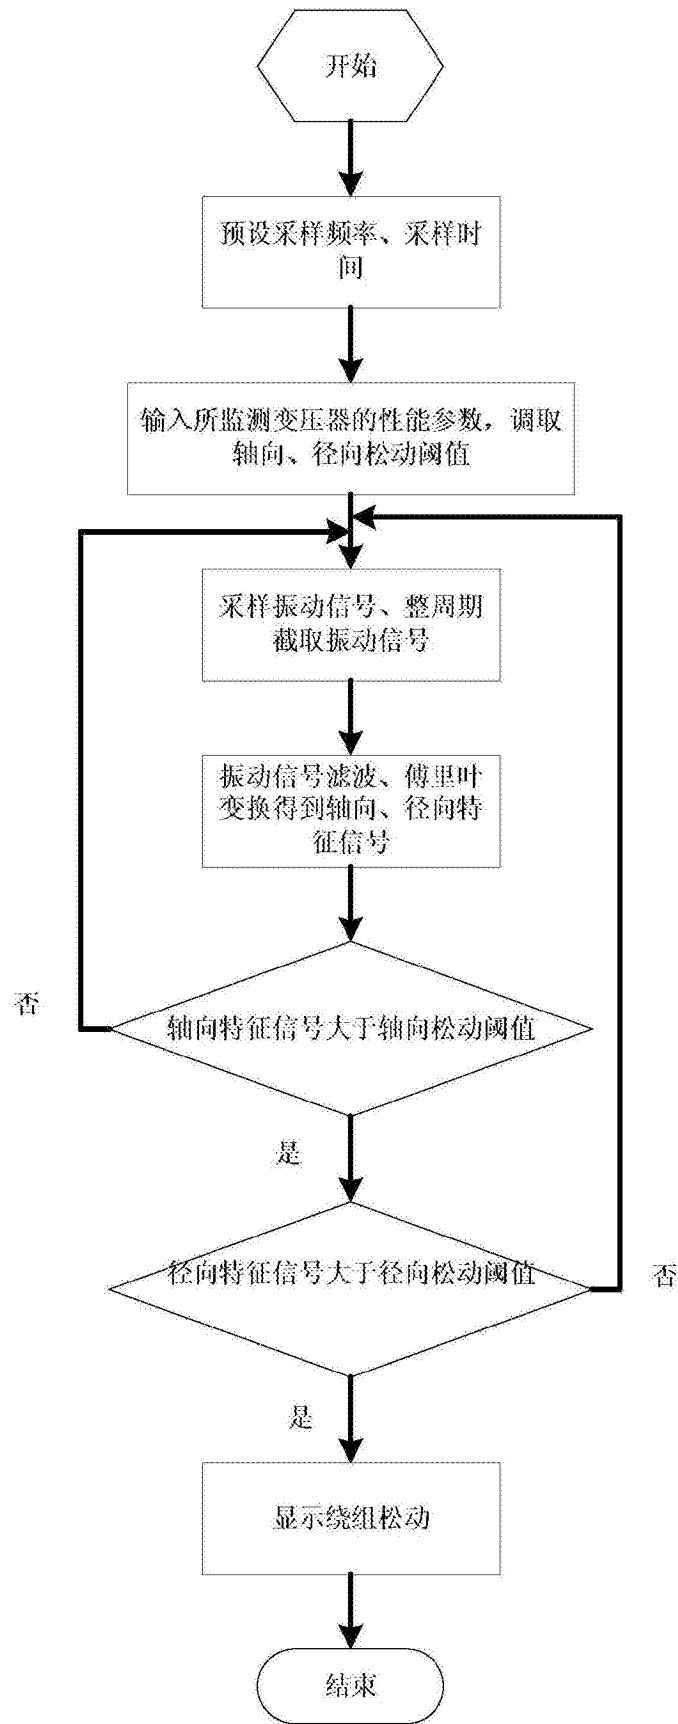 开始
预设采样频率、采样时
间
输入所监测变压器的性能参数，调取
轴向、径向松动阈值
采样振动信号、整周期
截取振动信号
振动信号滤波、傅里叶
变换得到轴向、径向特
征信号
否
轴向特征信号大于轴向松动阈值
是
径向特征信号大于径向松动阈值
否
是
显示绕组松动
结束